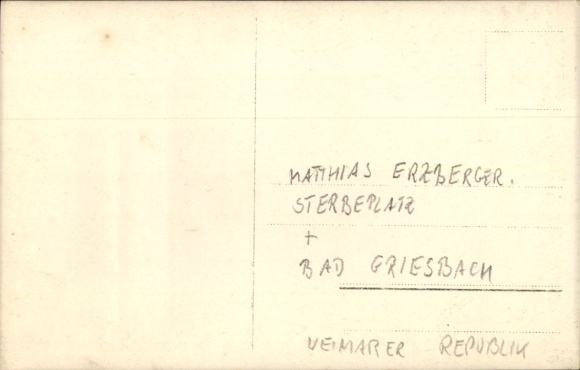 MATTHIAS ERZBERGER.
STERBEPLATZ
+
BAD GRIESBACH
WEIMARER REPUBLIK